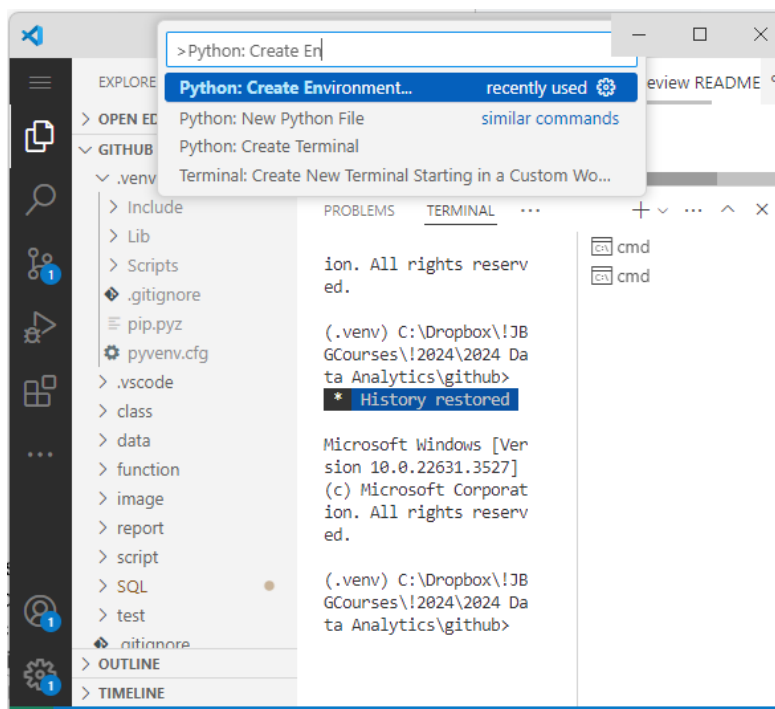 >Python: Create En
Python: Create Environment... recently used
Python: New Python File similar commands
Python: Create Terminal
Terminal: Create New Terminal Starting in a Custom Wo...
EXPLORE
eview README
OPEN ED
GITHUB
.venv
Include
Lib
Scripts
.gitignore
pip.pyz
pyvenv.cfg
.vscode
class
data
function
image
report
script
SQL
test
.gitignore
OUTLINE
TIMELINE
1
1
1
PROBLEMS TERMINAL ...
ion. All rights reserv
ed.
(.venv) C:\Dropbox\!JB
GCourses\!2024\2024 Da
ta Analytics\github>
* History restored
Microsoft Windows [Ver
sion 10.0.22631.3527]
(c) Microsoft Corporat
ion. All rights reserv
ed.
(.venv) C:\Dropbox\!JB
GCourses\!2024\2024 Da
ta Analytics\github>
cmd
cmd